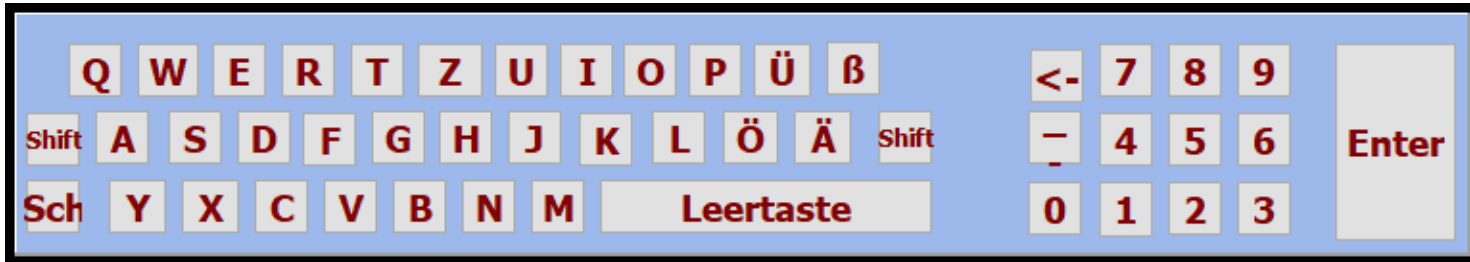 Q W E R T Z U I O P Ü ß <- 7 8 9
Shift A S D F G H J K L Ö Ä Shift _- 4 5 6 Enter
Sch Y X C V B N M Leertaste 0 1 2 3